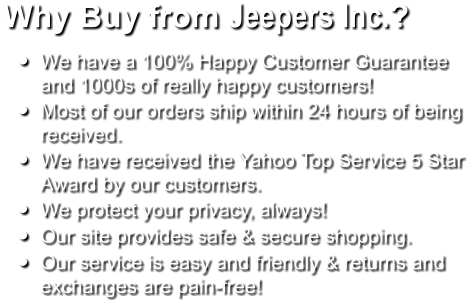 Why Buy from Jeepers Inc.?
• We have a 100% Happy Customer Guarantee
and 1000s of really happy customers!
• Most of our orders ship within 24 hours of being
received.
• We have received the Yahoo Top Service 5 Star
Award by our customers.
• We protect your privacy, always!
• Our site provides safe & secure shopping.
• Our service is easy and friendly & returns and
exchanges are pain-free!